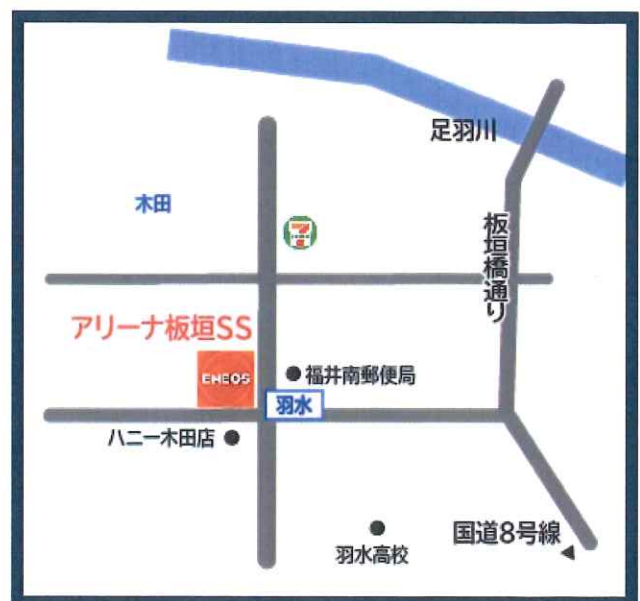 足羽川
木田
板垣橋通り
アリーナ板垣SS
ENEOS
福井南郵便局
羽水
ハニー木田店
国道8号線
羽水高校